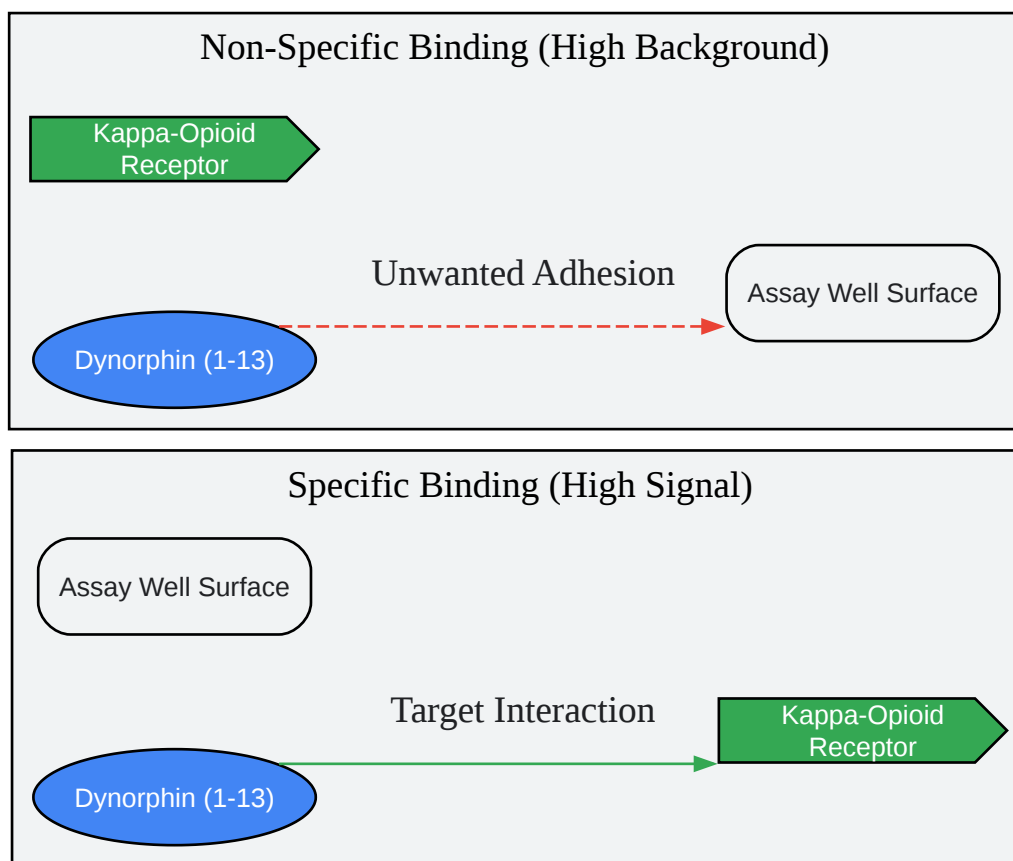 Non-Specific Binding (High Background)
Kappa-Opioid
Receptor
Unwanted Adhesion
Assay Well Surface
Dynorphin (1-13)
Specific Binding (High Signal)
Assay Well Surface
Target Interaction
Kappa-Opioid
Receptor
Dynorphin (1-13)